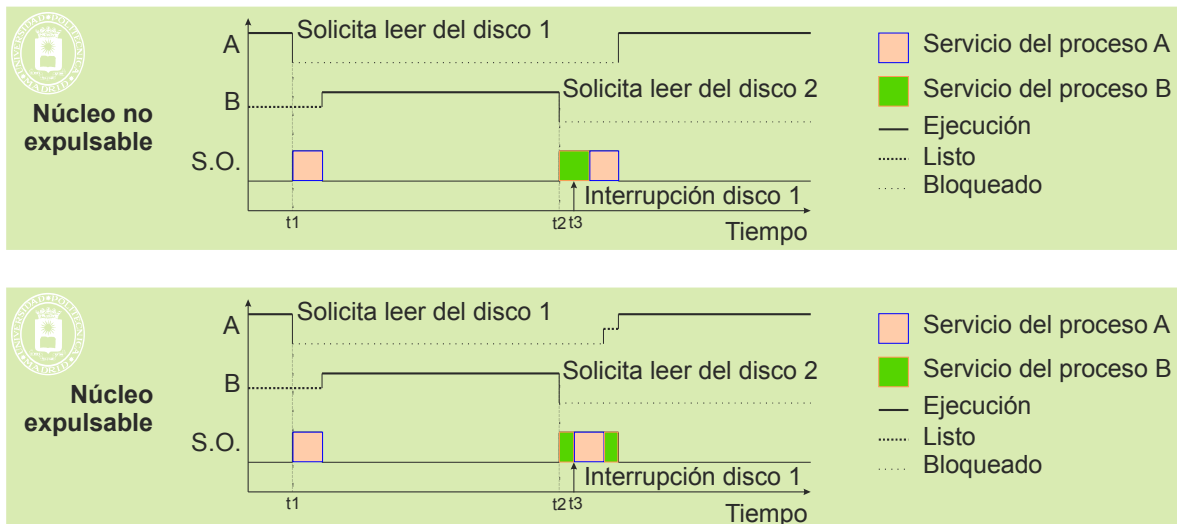 Solicita leer del disco 1
A
B
Solicita leer del disco 2
Núcleo no
expulsable
S.O.
Interrupción disco 1
t1
t2 t3
Tiempo
Servicio del proceso A
Servicio del proceso B
Ejecución
Listo
Bloqueado
Solicita leer del disco 1
A
B
Solicita leer del disco 2
Núcleo
expulsable
S.O.
Interrupción disco 1
t1
t2 t3
Tiempo
Servicio del proceso A
Servicio del proceso B
Ejecución
Listo
Bloqueado